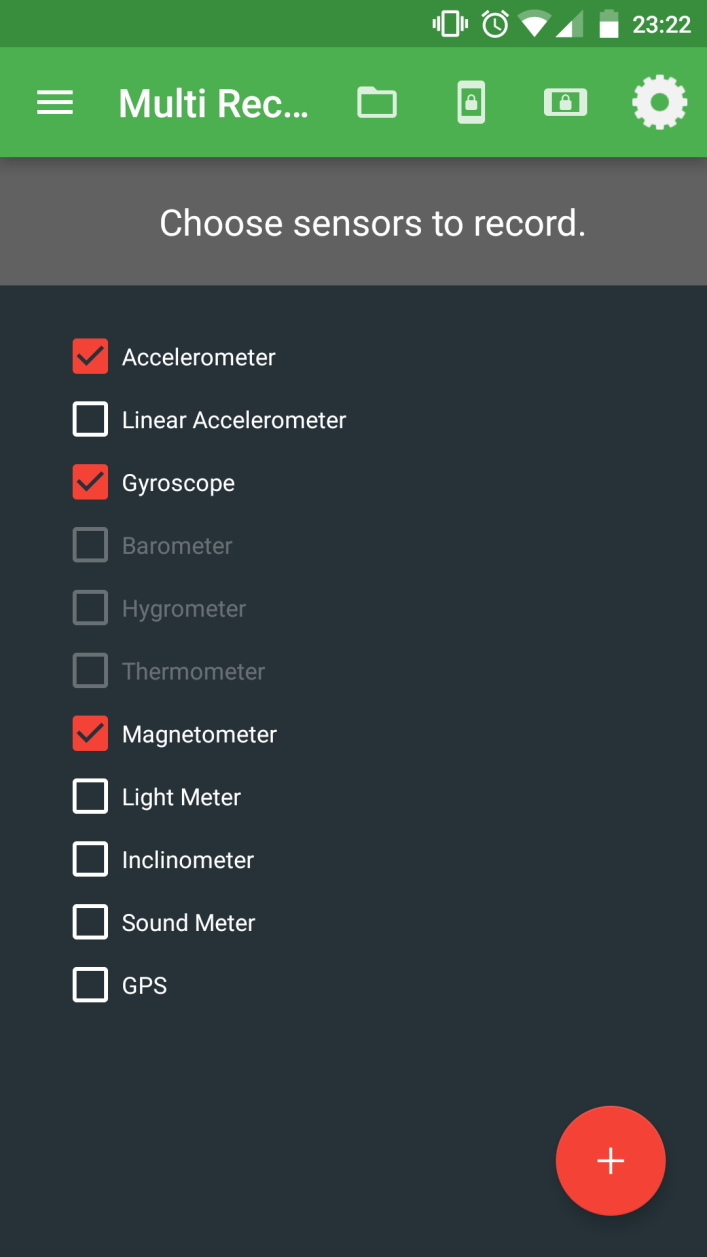 23:22
Multi Rec...
Choose sensors to record.
Accelerometer
Linear Accelerometer
Gyroscope
Barometer
Hygrometer
Thermometer
Magnetometer
Light Meter
Inclinometer
Sound Meter
GPS